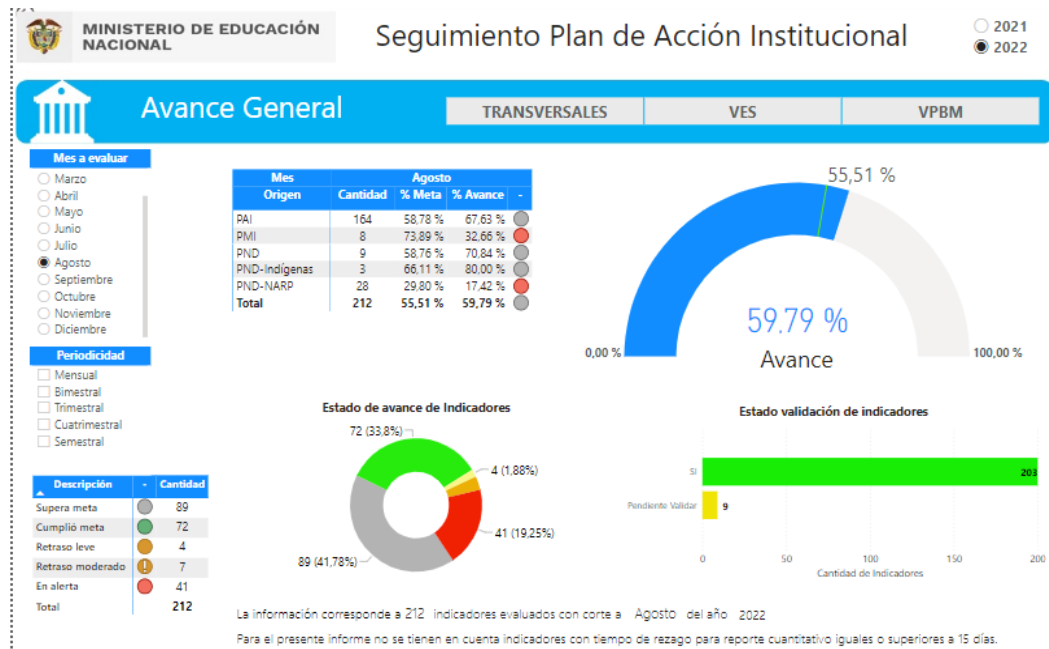 MINISTERIO DE EDUCACIÓN
NACIONAL
Seguimiento Plan de Acción Institucional
2021
2022
Avance General
TRANSVERSALES
VES
VPBM
Mes a evaluar
Marzo
Abril
Mayo
Junio
Julio
Agosto
Septiembre
Octubre
Noviembre
Diciembre
Periodicidad
Mensual
Bimestral
Trimestral
Cuatrimestral
Semestral
Mes Agosto
Origen Cantidad % Meta % Avance -
PAI 164 58,78 % 67,63 %
PMI 8 73,89 % 32,66 %
PND 9 58,76 % 70,84 %
PND-Indígenas 3 66,11 % 80,00 %
PND-NARP 28 29,80 % 17,42 %
Total 212 55,51 % 59,79 %
55,51 %
59,79 %
0,00 %
Avance
100,00 %
Estado de avance de Indicadores
72 (33,8%)
4 (1,88%)
41 (19,25%)
89 (41,78%)
Estado validación de indicadores
SI 203
Pendiente Validar 9
0 50 100 150 200
Cantidad de Indicadores
Descripción - Cantidad
Supera meta 89
Cumplió meta 72
Retraso leve 4
Retraso moderado ! 7
En alerta 41
Total 212
La información corresponde a 212 indicadores evaluados con corte a Agosto del año 2022
Para el presente informe no se tienen en cuenta indicadores con tiempo de rezago para reporte cuantitativo iguales o superiores a 15 días.